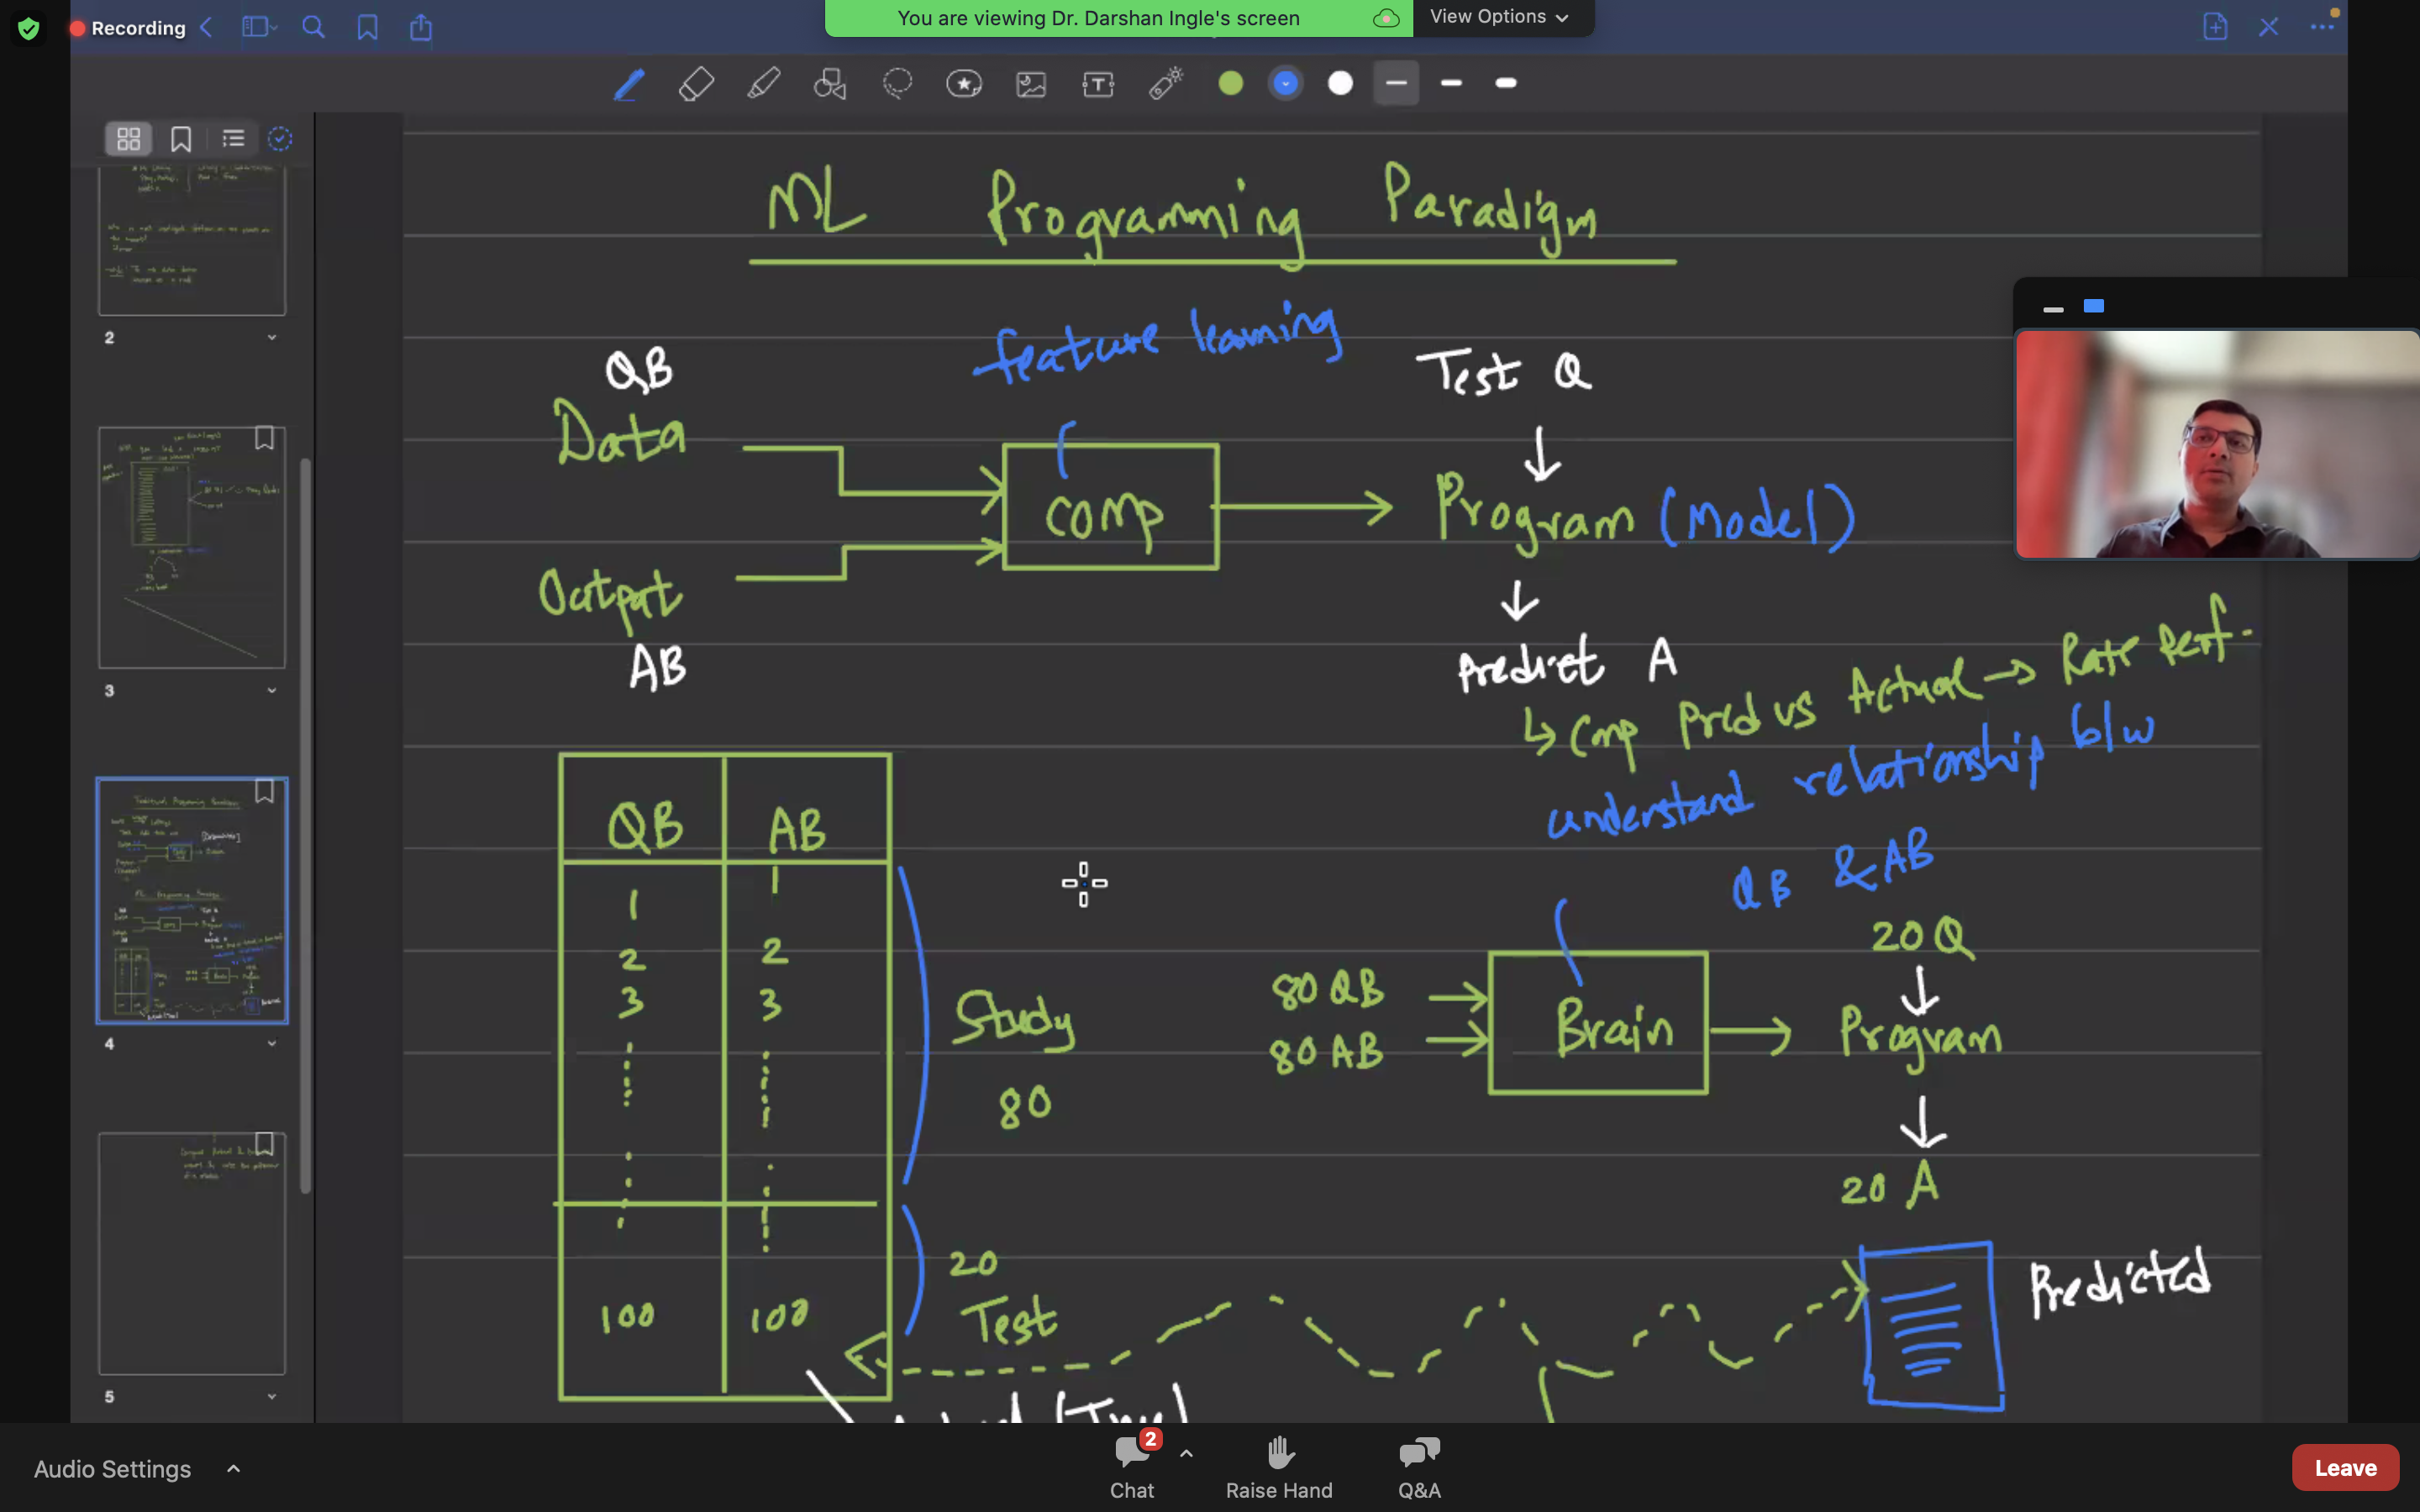 Recording
You are viewing Dr. Darshan Ingle's screen
View Options
ML Programming Paradigm
feature learning
QB
Test Q
Data
comp
Program (Model)
Output
AB
Predict A
↳ Cmp Pred vs Actual → Rate Perf.
understand relationship b/w
QB & AB
QB AB
1 1
2 2
3 3
100 100
Study
80
20
Test
80 QB
80 AB
Brain
20 Q
Program
20 A
Predicted
2
3
4
5
Audio Settings
2
Chat
Raise Hand
Q&A
Leave